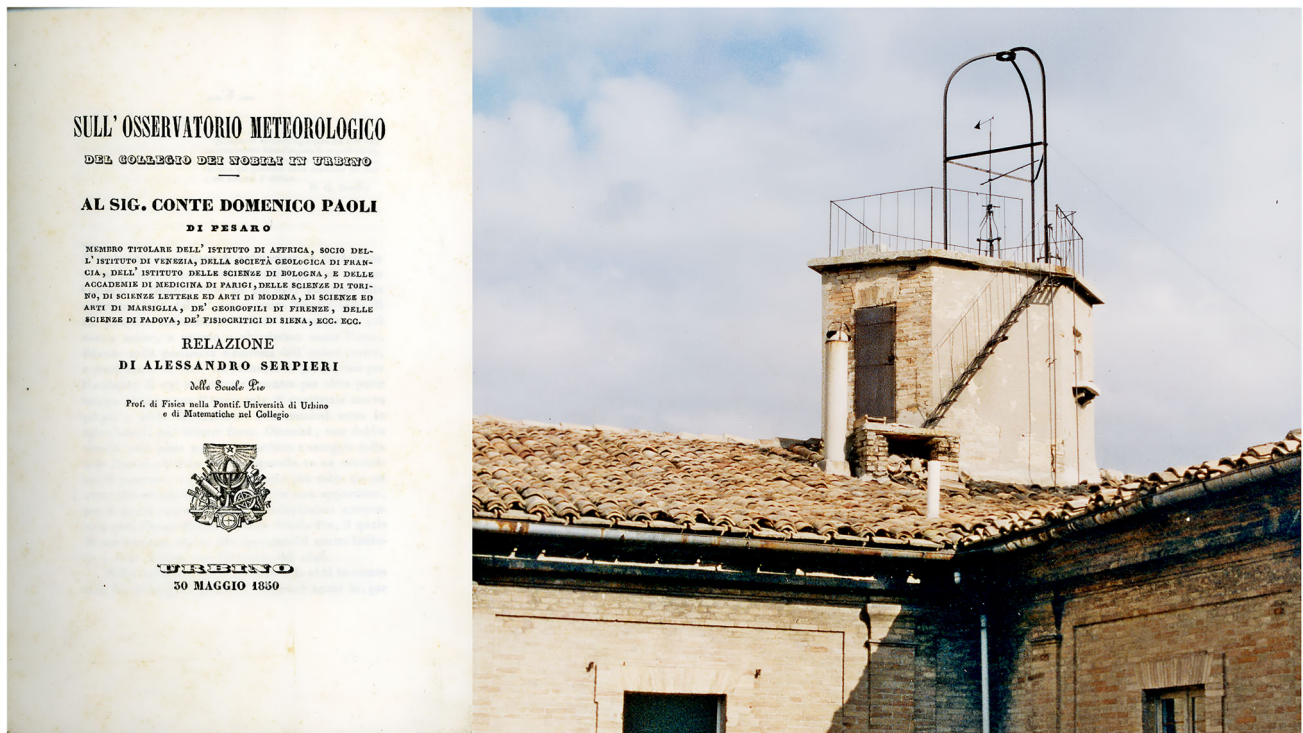 SULL' OSSERVATORIO METEOROLOGICO
DEL COLLEGIO DEI NOBILI IN URBINO
AL SIG. CONTE DOMENICO PAOLI
DI PESARO
MEMBRO TITOLARE DELL' ISTITUTO DI AFFRICA, SOCIO DEL-
L' ISTITUTO DI VENEZIA, DELLA SOCIETÀ GEOLOGICA DI FRAN-
CIA, DELL' ISTITUTO DELLE SCIENZE DI BOLOGNA, E DELLE
ACCADEMIE DI MEDICINA DI PARIGI, DELLE SCIENZE DI TORI-
NO, DI SCIENZE LETTERE ED ARTI DI MODENA, DI SCIENZE ED
ARTI DI MARSIGLIA, DE' GEORGOFILI DI FIRENZE, DELLE
SCIENZE DI PADOVA, DE' FISIOCRITICI DI SIENA, ECC. ECC.
RELAZIONE
DI ALESSANDRO SERPIERI
delle Scuole Pie
Prof. di Fisica nella Pontif. Università di Urbino
e di Matematiche nel Collegio
URBINO
30 MAGGIO 1850